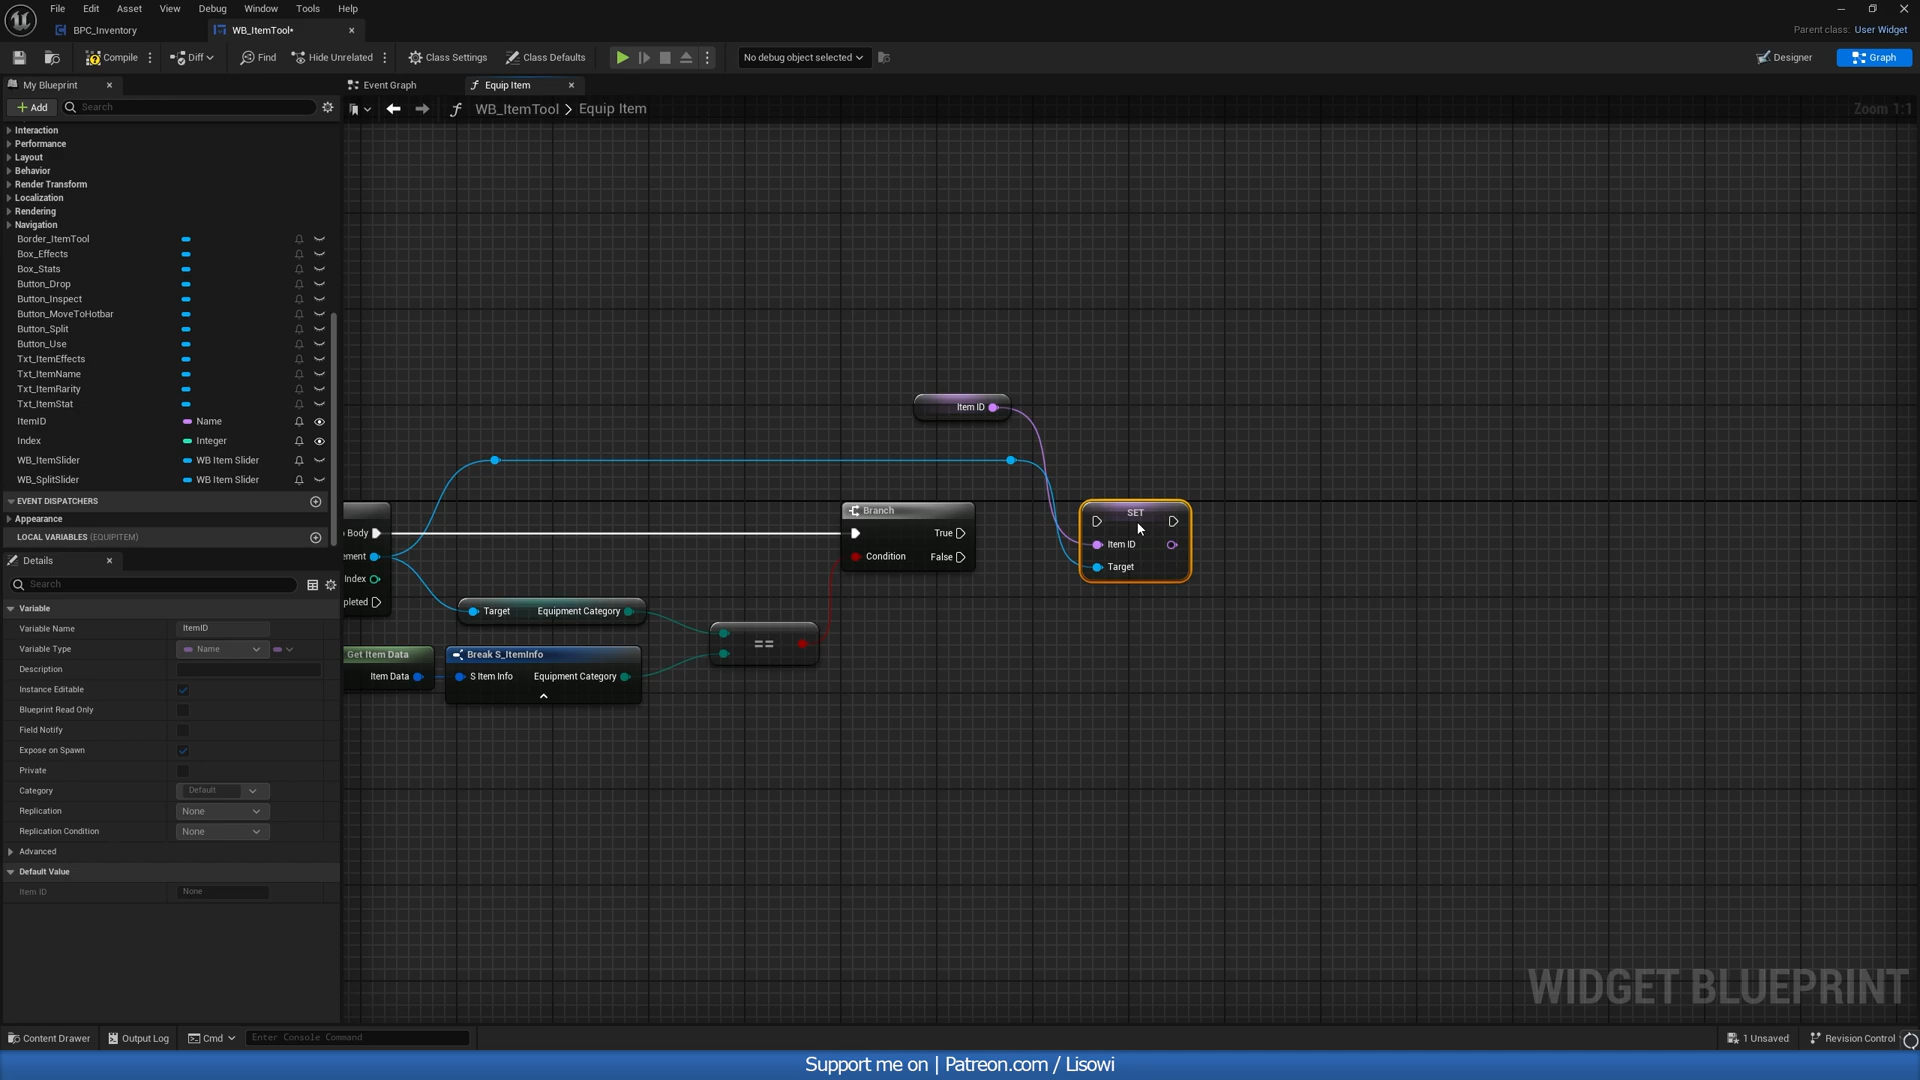 File Edit Asset View Debug Window Tools Help
BPC_Inventory WB_ItemTool•
Parent class: User Widget
Compile Diff Find Hide Unrelated Class Settings Class Defaults No debug object selected Designer Graph
My Blueprint Event Graph Equip Item
Add Search WB_ItemTool > Equip Item Zoom 1:1
Interaction
Performance
Layout
Behavior
Render Transform
Localization
Rendering
Navigation
Border_ItemTool
Box_Effects
Box_Stats
Button_Drop
Button_Inspect
Button_MoveToHotbar
Button_Split
Button_Use
Txt_ItemEffects
Txt_ItemName
Txt_ItemRarity
Txt_ItemStat
ItemID Name
Index Integer
WB_ItemSlider WB Item Slider
WB_SplitSlider WB Item Slider
EVENT DISPATCHERS
Appearance
LOCAL VARIABLES (EQUIPITEM)
Details
Search
Variable
Variable Name ItemID
Variable Type Name
Description
Instance Editable
Blueprint Read Only
Field Notify
Expose on Spawn
Private
Category Default
Replication None
Replication Condition None
Advanced
Default Value
Item ID None
Item ID
Body
ement
Index
pleted
Branch
True
Condition False
SET
Item ID
Target
Target Equipment Category
==
Get Item Data
Item Data
Break S_ItemInfo
S Item Info Equipment Category
WIDGET BLUEPRINT
Content Drawer Output Log Cmd Enter Console Command 1 Unsaved Revision Control
Support me on | Patreon.com / Lisowi